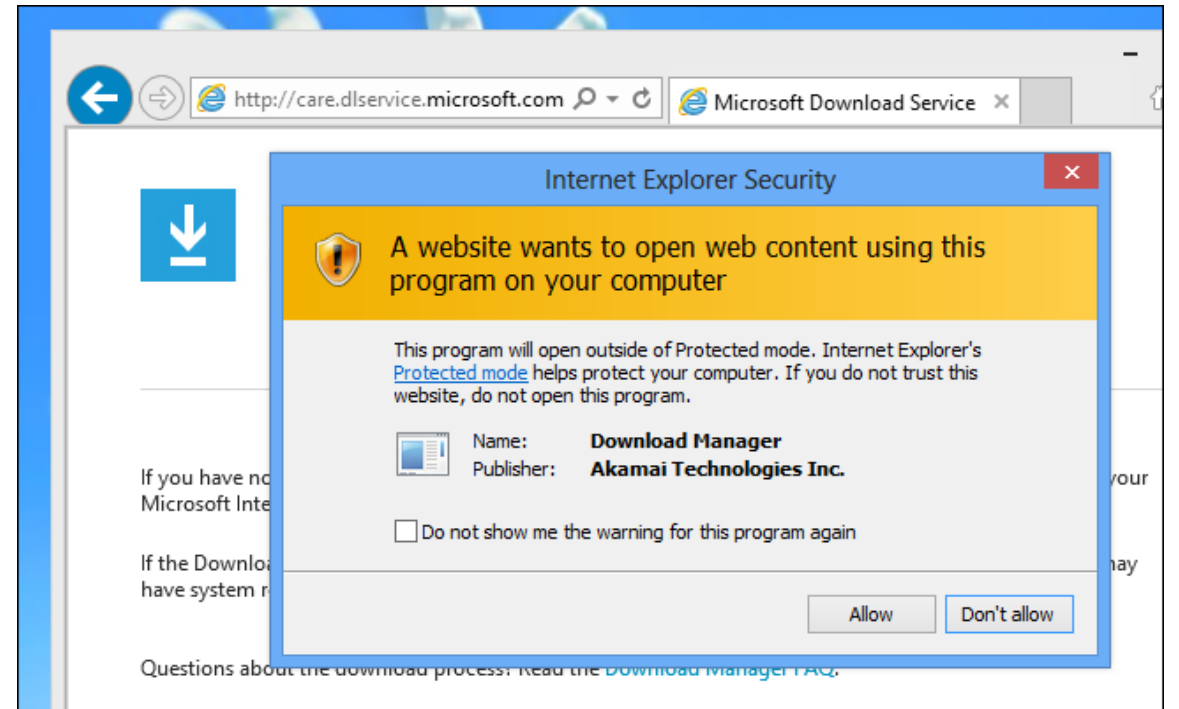 http://care.dlservice.microsoft.com
Microsoft Download Service
Internet Explorer Security
A website wants to open web content using this
program on your computer
This program will open outside of Protected mode. Internet Explorer's
Protected mode helps protect your computer. If you do not trust this
website, do not open this program.
Name: Download Manager
Publisher: Akamai Technologies Inc.
Do not show me the warning for this program again
Allow Don't allow
If you have your
Microsoft
If the may
have system
Questions about the download process? Read the Download Manager FAQ.